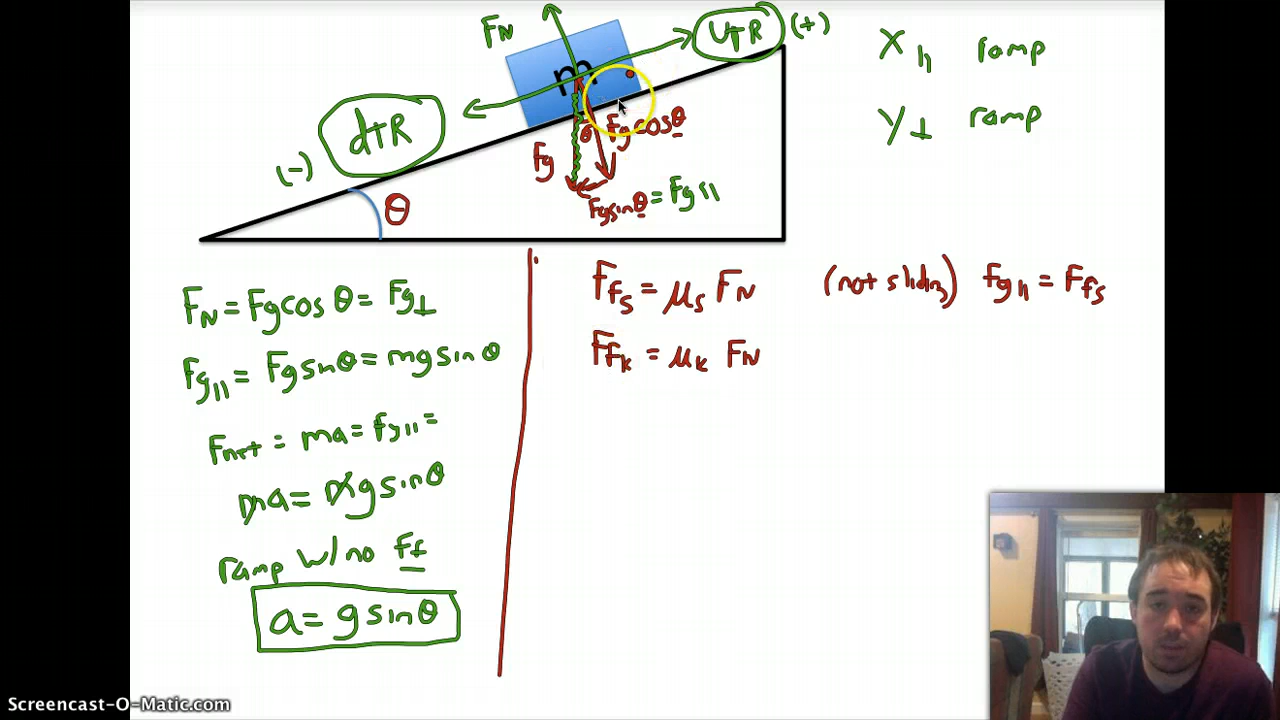 FN
UTR (+)
X ∥ ramp
m
Y ⊥ ramp
dTR
(-)
θ
Fg
Fgcosθ
Fgsinθ = Fg∥
θ
FN = Fgcos θ = Fg⊥
Fg∥ = Fgsinθ = mgsinθ
Fnet = ma = Fg∥ =
ma = mgsinθ
ramp w/ no Ff
a = gsinθ
Ffs = μs FN (not sliding) Fg∥ = Ffs
Ffk = μk FN
Screencast-O-Matic.com